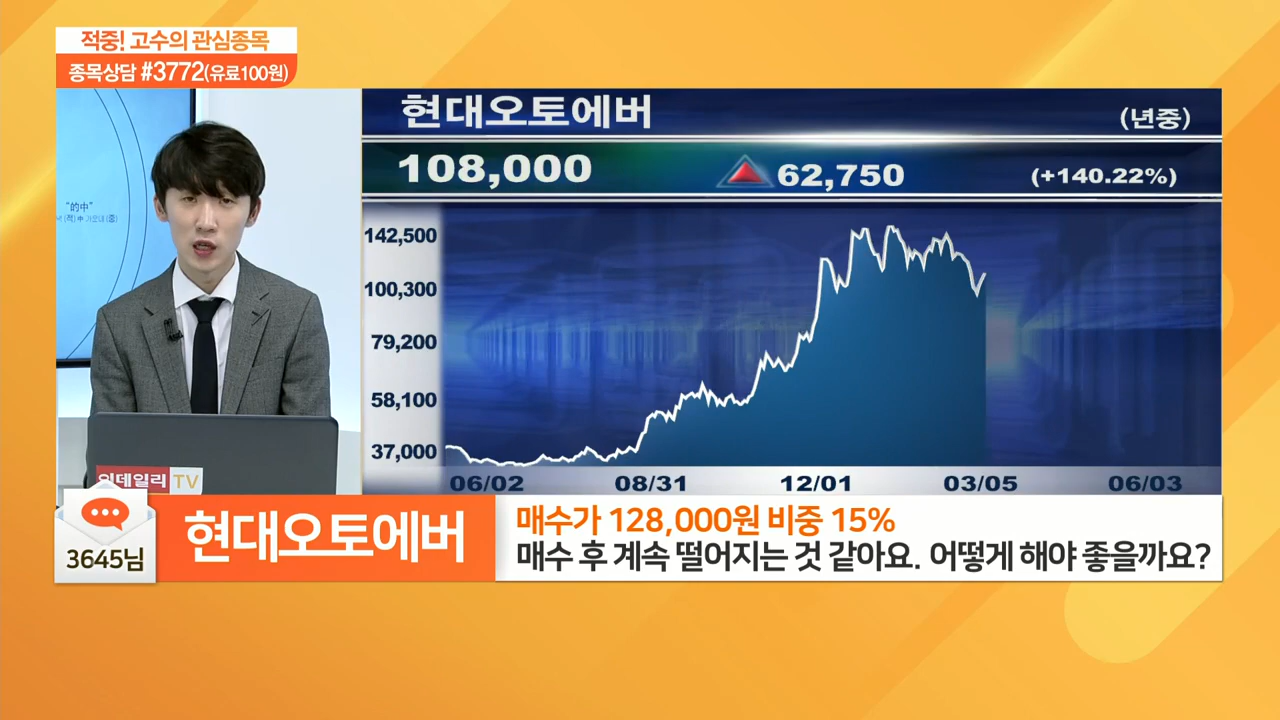 적중! 고수의 관심종목
종목상담 #3772(유료100원)
"的中"
현대오토에버 (년중)
108,000 62,750 (+140.22%)
142,500
100,300
79,200
58,100
37,000
06/02 08/31 12/01 03/05 06/03
이데일리 TV
3645님
현대오토에버
매수가 128,000원 비중 15%
매수 후 계속 떨어지는 것 같아요. 어떻게 해야 좋을까요?